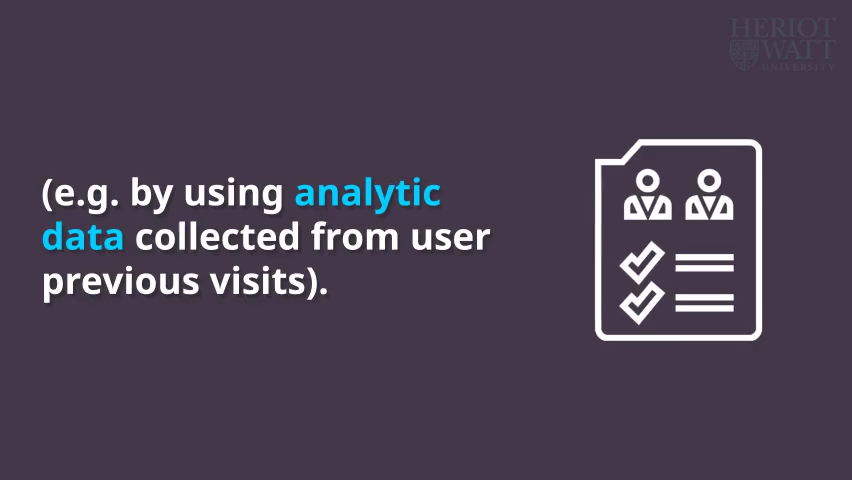 HERIOT
WATT
UNIVERSITY
(e.g. by using analytic
data collected from user
previous visits).